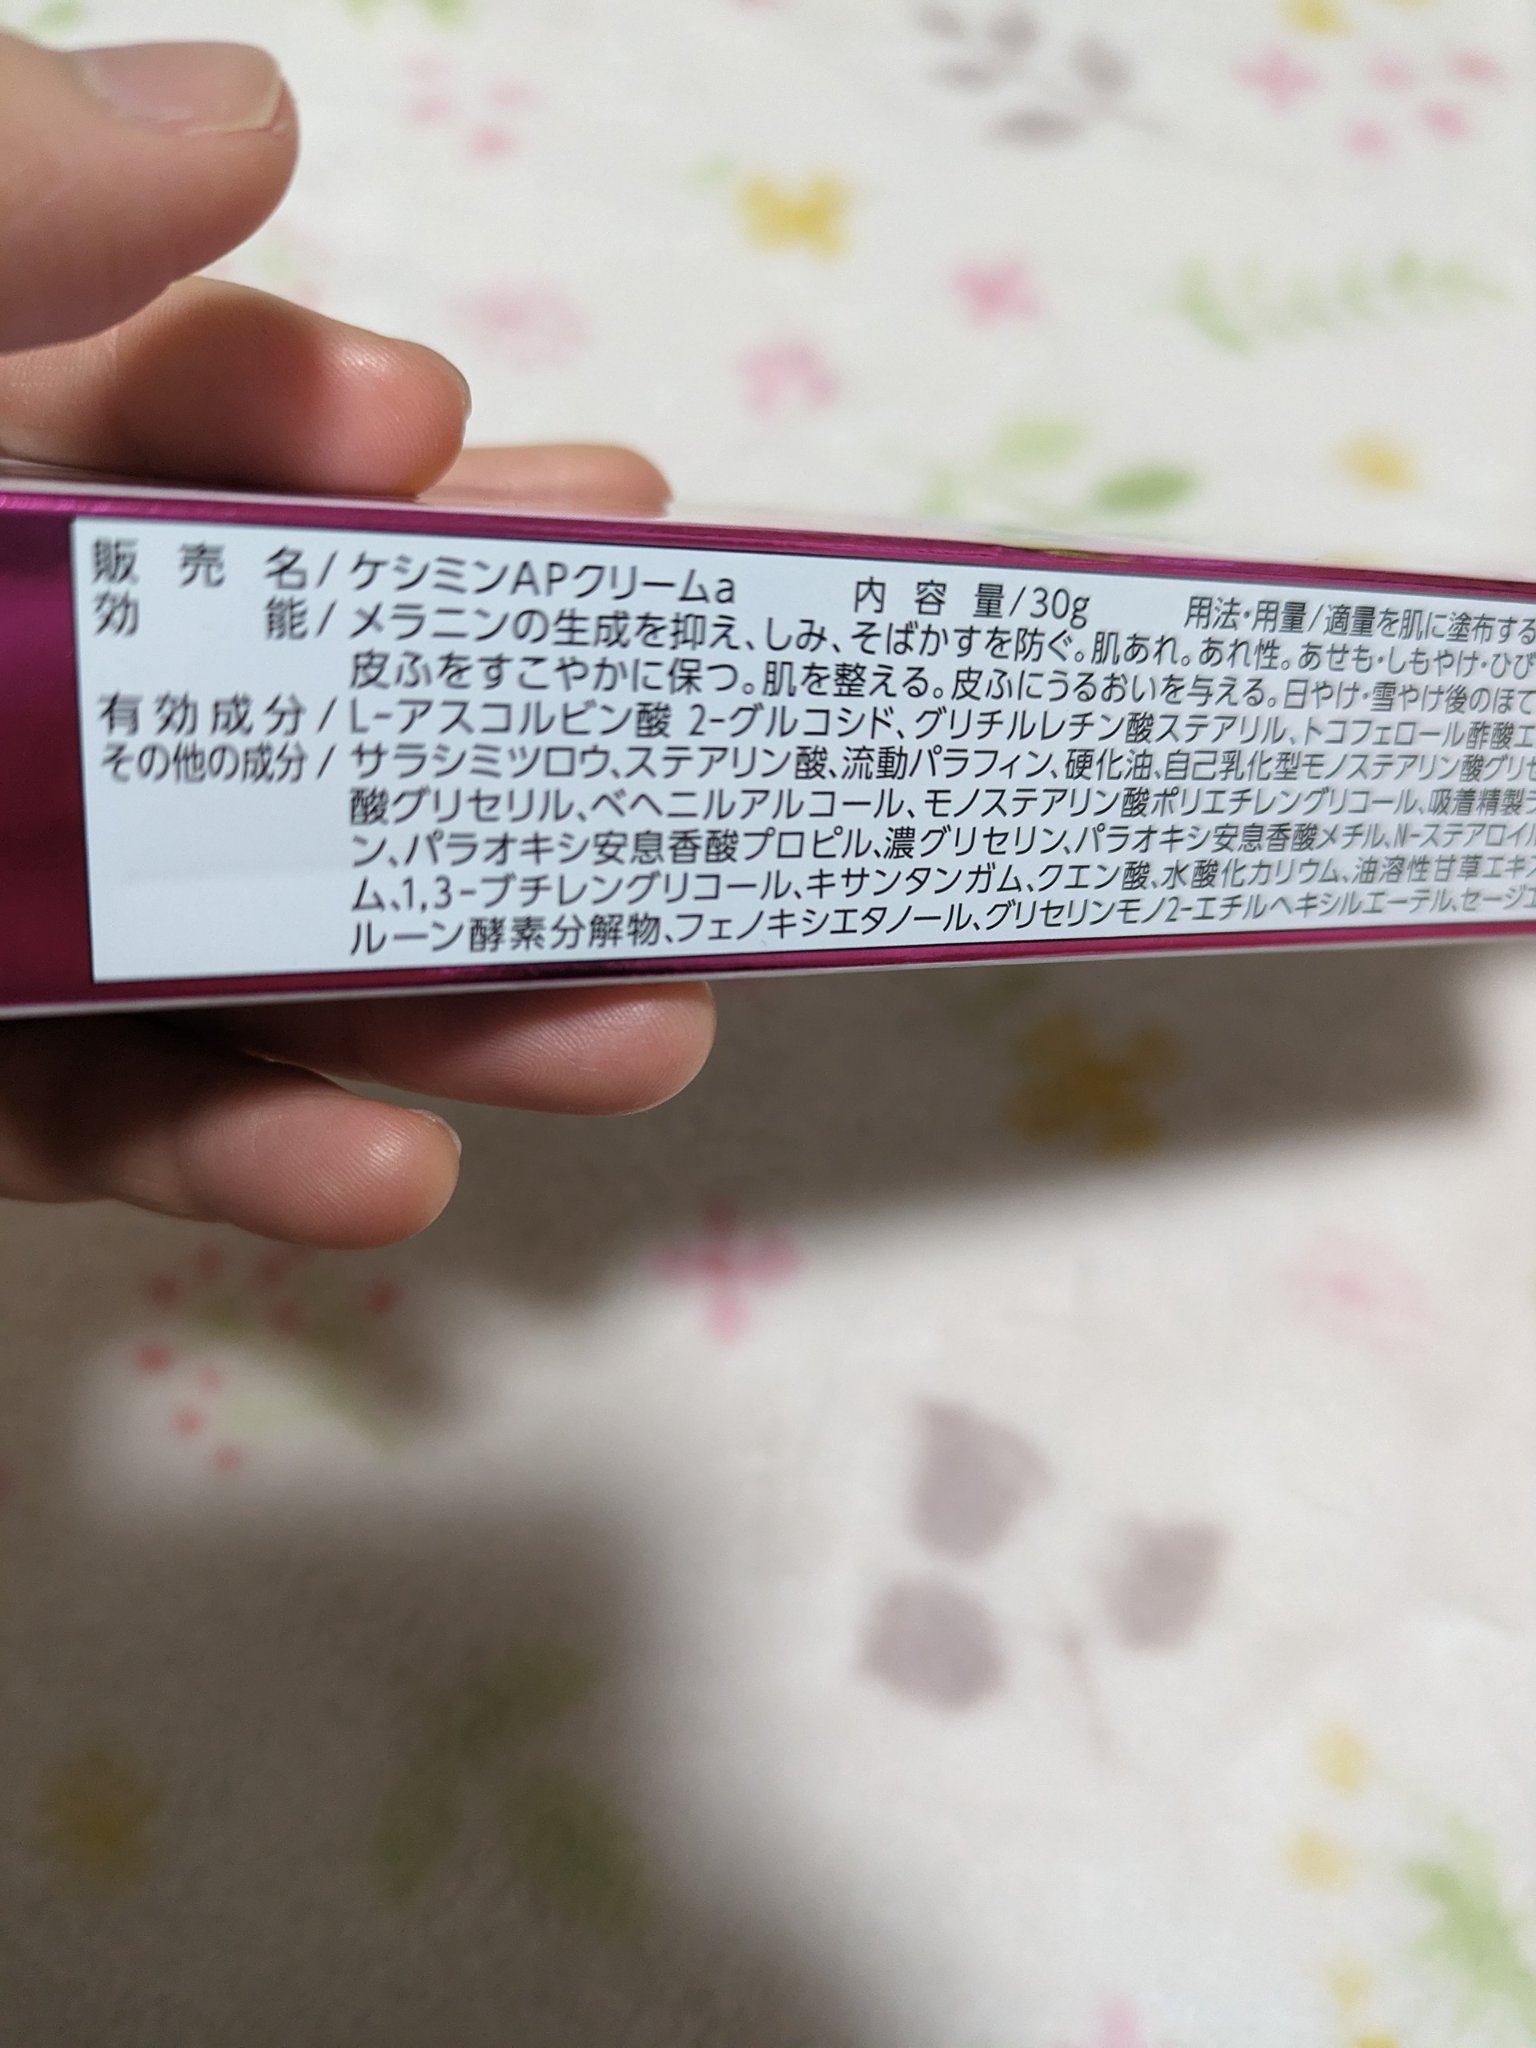 販売名/ケシミンAPクリームa 内容量/30g 用法・用量/適量を肌に塗布する
効能/メラニンの生成を抑え、しみ、そばかすを防ぐ。肌あれ。あれ性。あせも・しもやけ・ひび
皮ふをすこやかに保つ。肌を整える。皮ふにうるおいを与える。日やけ・雪やけ後のほて
有効成分/L-アスコルビン酸 2-グルコシド、グリチルレチン酸ステアリル、トコフェロール酢酸エ
その他の成分/サラシミツロウ、ステアリン酸、流動パラフィン、硬化油、自己乳化型モノステアリン酸グリセ
酸グリセリル、ベヘニルアルコール、モノステアリン酸ポリエチレングリコール、吸着精製ラ
ン、パラオキシ安息香酸プロピル、濃グリセリン、パラオキシ安息香酸メチル、N-ステアロイル
ム、1,3-ブチレングリコール、キサンタンガム、クエン酸、水酸化カリウム、油溶性甘草エキス
ルーン酵素分解物、フェノキシエタノール、グリセリンモノ2-エチルヘキシルエーテル、セージエ